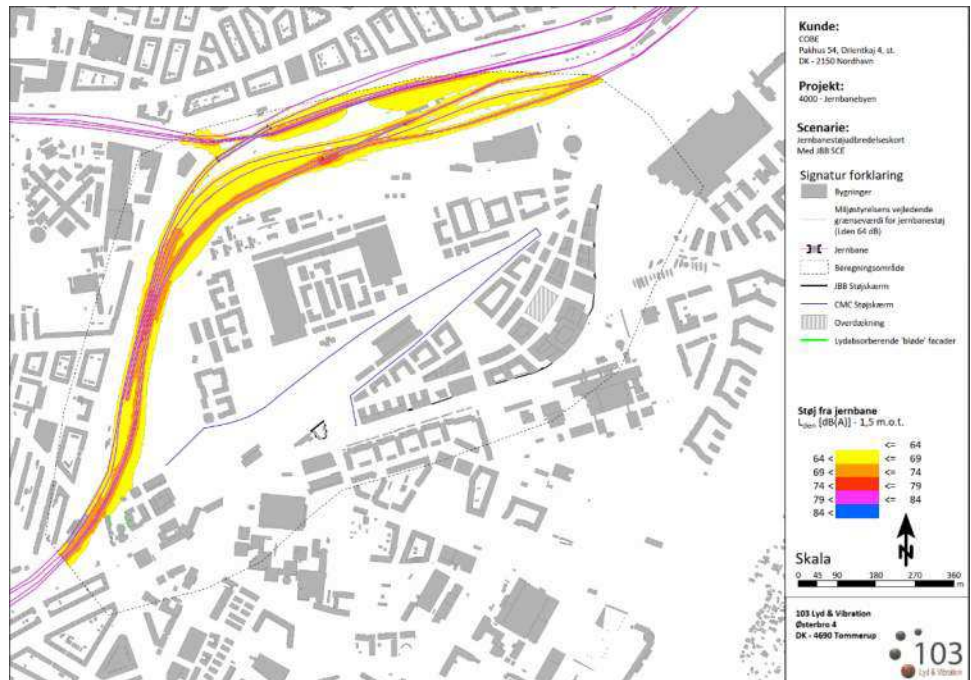 Kunde:
COBE
Pakhus 54, Orientkaj 4, st.
DK - 2150 Nordhavn
Projekt:
4000 - Jernbanebyen
Scenarie:
Jernbanestøjudbredelseskort
Med JBB SCE
Signatur forklaring
Bygninger
Miljøstyrelsens vejledende
grænseværdi for jernbanestøj
(Lden 64 dB)
Jernbane
Beregningsområde
JBB Støjskærm
CMC Støjskærm
Overdækning
Lydabsorberende 'bløde' facader
Støj fra jernbane
Lden [dB(A)] - 1,5 m.o.t.
<= 64
64 < <= 69
69 < <= 74
74 < <= 79
79 < <= 84
84 <
N
Skala
0 45 90 180 270 360
m
103 Lyd & Vibration
Østerbro 4
DK - 4690 Tommerup
103
Lyd & Vibration